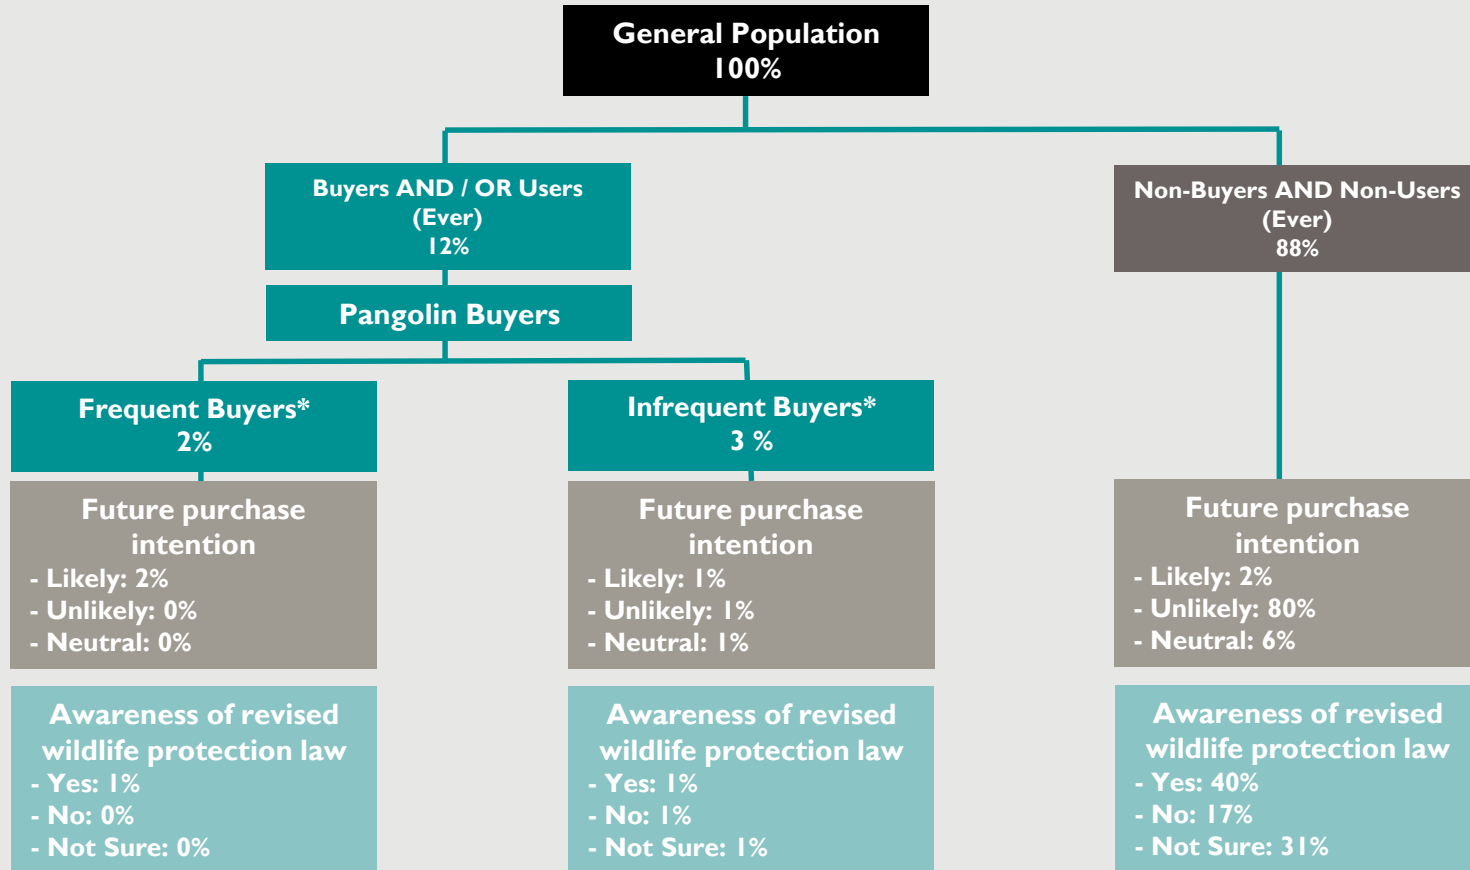 General Population
100%
Buyers AND / OR Users
(Ever)
12%
Non-Buyers AND Non-Users
(Ever)
88%
Pangolin Buyers
Frequent Buyers*
2%
Infrequent Buyers*
3 %
Future purchase
intention
- Likely: 2%
- Unlikely: 0%
- Neutral: 0%
Future purchase
intention
- Likely: 1%
- Unlikely: 1%
- Neutral: 1%
Future purchase
intention
- Likely: 2%
- Unlikely: 80%
- Neutral: 6%
Awareness of revised
wildlife protection law
- Yes: 1%
- No: 0%
- Not Sure: 0%
Awareness of revised
wildlife protection law
- Yes: 1%
- No: 1%
- Not Sure: 1%
Awareness of revised
wildlife protection law
- Yes: 40%
- No: 17%
- Not Sure: 31%